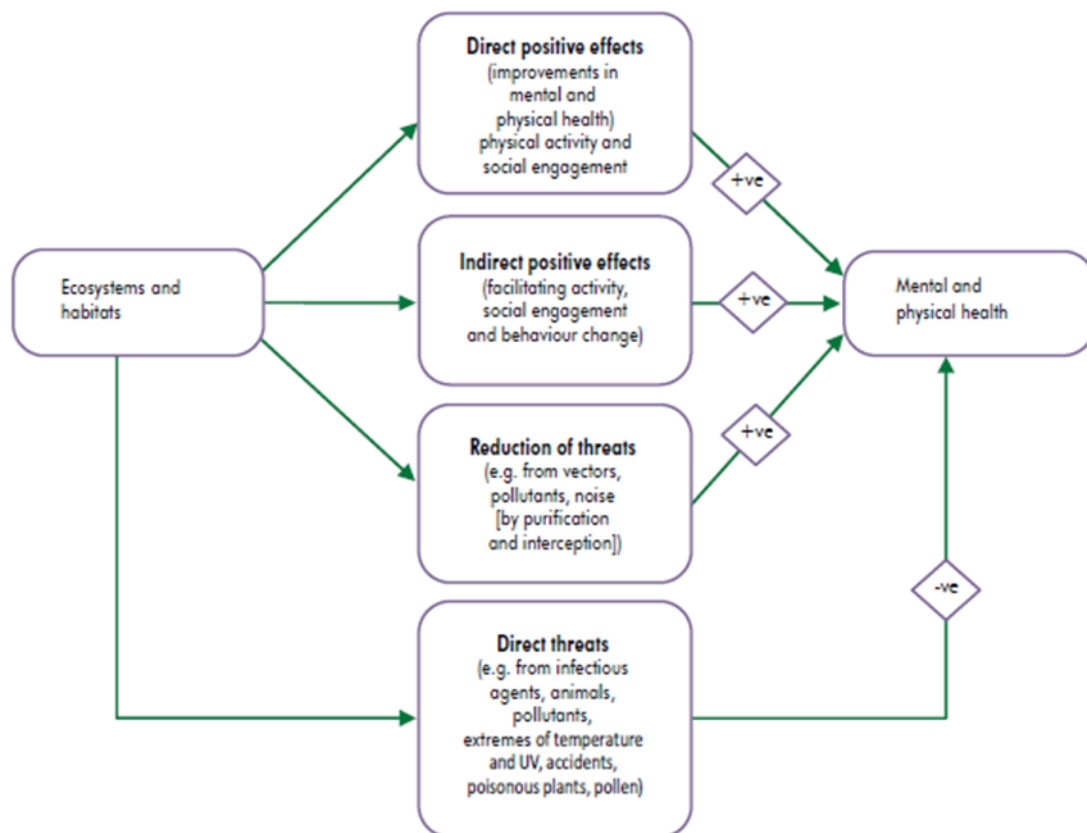 Direct positive effects
(improvements in
mental and
physical health)
physical activity and
social engagement
+ve
Ecosystems and
habitats
Indirect positive effects
(facilitating activity,
social engagement
and behaviour change)
+ve
Mental and
physical health
Reduction of threats
(e.g. from vectors,
pollutants, noise
[by purification
and interception])
+ve
Direct threats
(e.g. from infectious
agents, animals,
pollutants,
extremes of temperature
and UV, accidents,
poisonous plants, pollen)
-ve